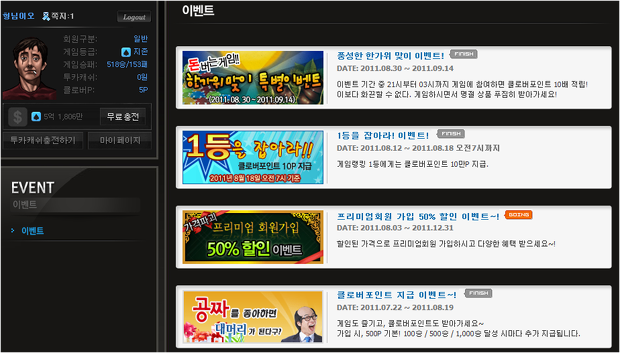 형님이오 쪽지:1 Logout
회원구분: 일반
게임등급: 지존
게임승패: 518승/153패
투카캐쉬: 0원
클로버P: 5P
5억 1,806만 무료충전
투카캐쉬충전하기 마이페이지
EVENT
이벤트
이벤트
이벤트
돈버는게임!
한가위맞이 특별이벤트
(2011. 08. 30 ~ 2011.09.14)
풍성한 한가위 맞이 이벤트! FINISH
DATE: 2011.08.30 ~ 2011.09.14
이벤트 기간 중 21시부터 03시까지 게임에 참여하면 클로버포인트 10배 적립!
이보다 화끈할 수 없다. 게임하시면서 명절 상품 푸짐히 받아가세요!
1등을 잡아라!!
클로버포인트 10P 지급
2011년 8월 18일 오전 7시 기준
1등을 잡아라! 이벤트! FINISH
DATE: 2011.08.12 ~ 2011.08.18 오전7시까지
게임랭킹 1등에게는 클로버포인트 10만P 지급.
가격파괴
프리미엄 회원가입
50% 할인 이벤트
프리미엄회원 가입 50% 할인 이벤트~! GOING
DATE: 2011.08.03 ~ 2011.12.31
할인된 가격으로 프리미엄회원 가입하시고 다양한 혜택 받으세요~!
공짜를 좋아하면
대머리가 된다구?
클로버포인트 지급 이벤트~! FINISH
DATE: 2011.07.22 ~ 2011.08.19
게임도 즐기고, 클로버포인트도 받아가세요~
가입 시, 500P 기본! 100승 / 500승 / 1,000승 달성 시마다 추가 지급됩니다.